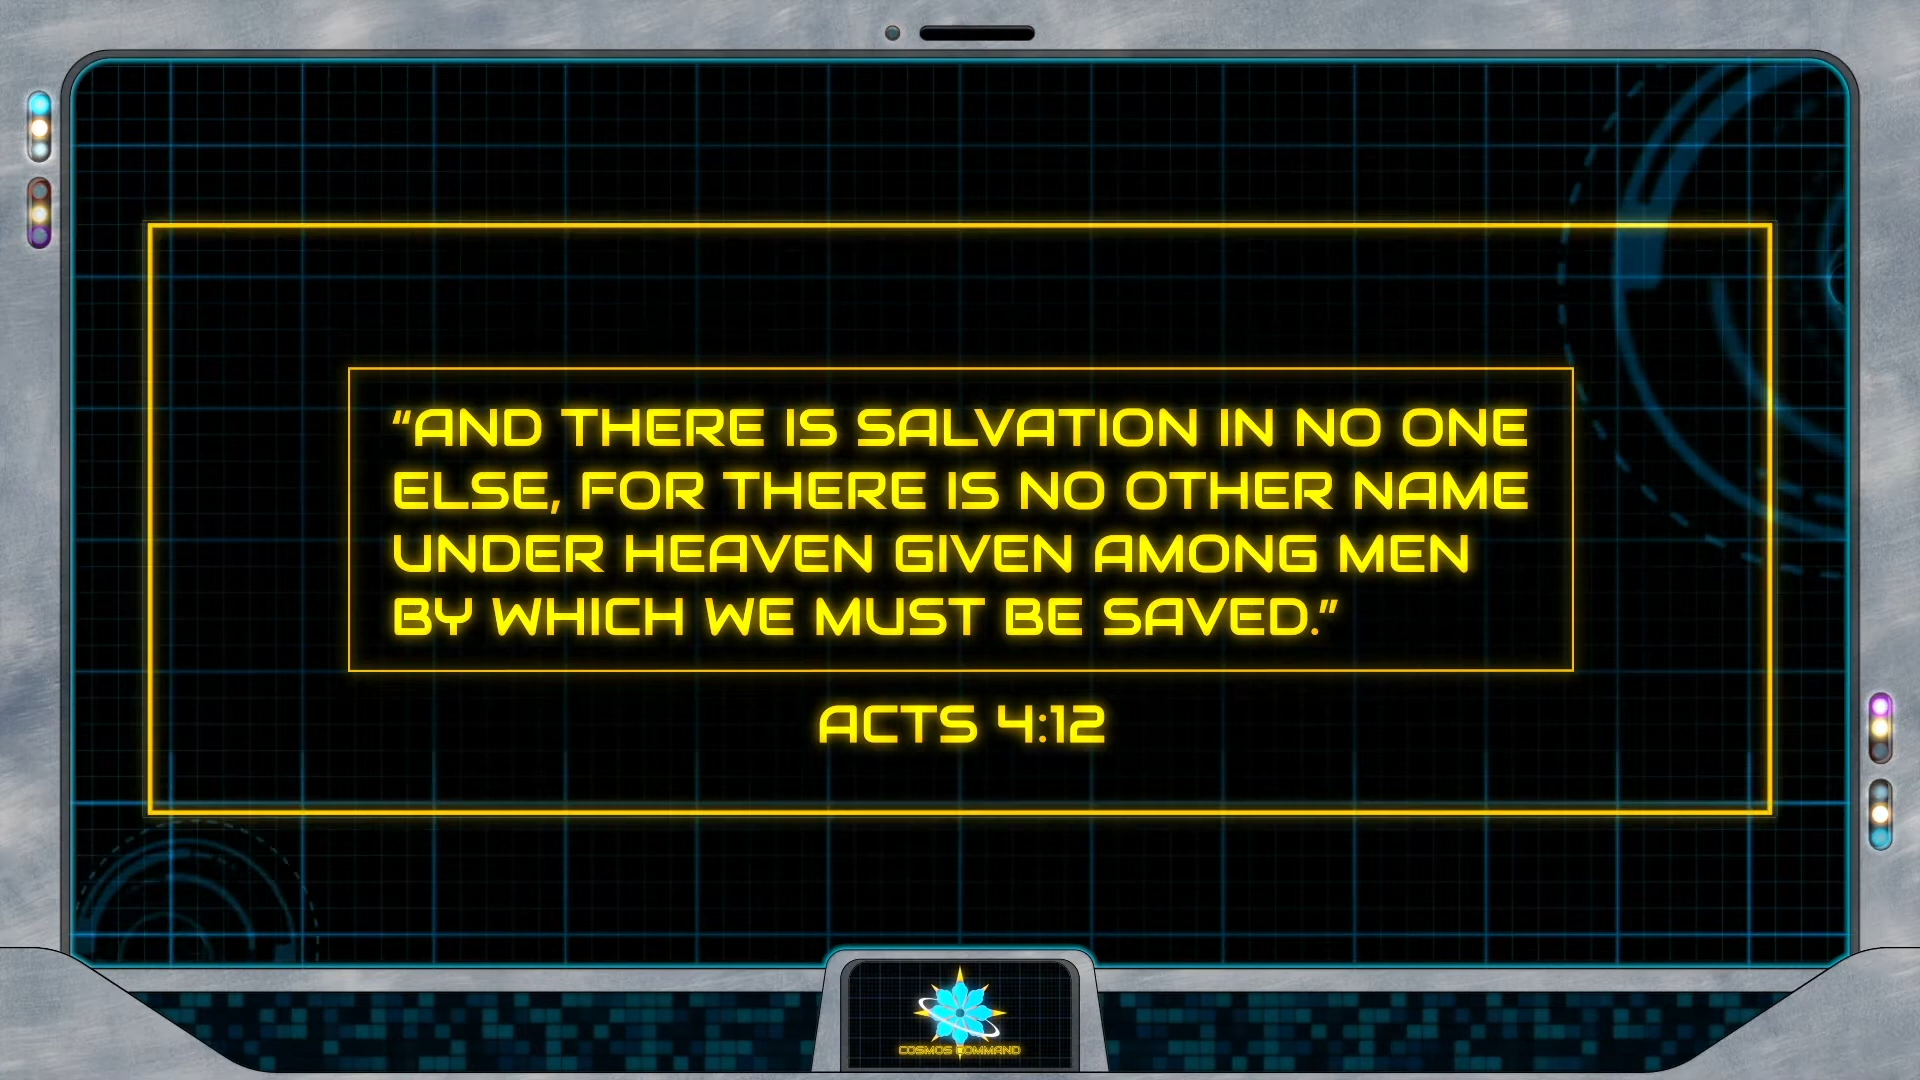 “AND THERE IS SALVATION IN NO ONE
ELSE, FOR THERE IS NO OTHER NAME
UNDER HEAVEN GIVEN AMONG MEN
BY WHICH WE MUST BE SAVED.”
ACTS 4:12
COSMOS COMMAND